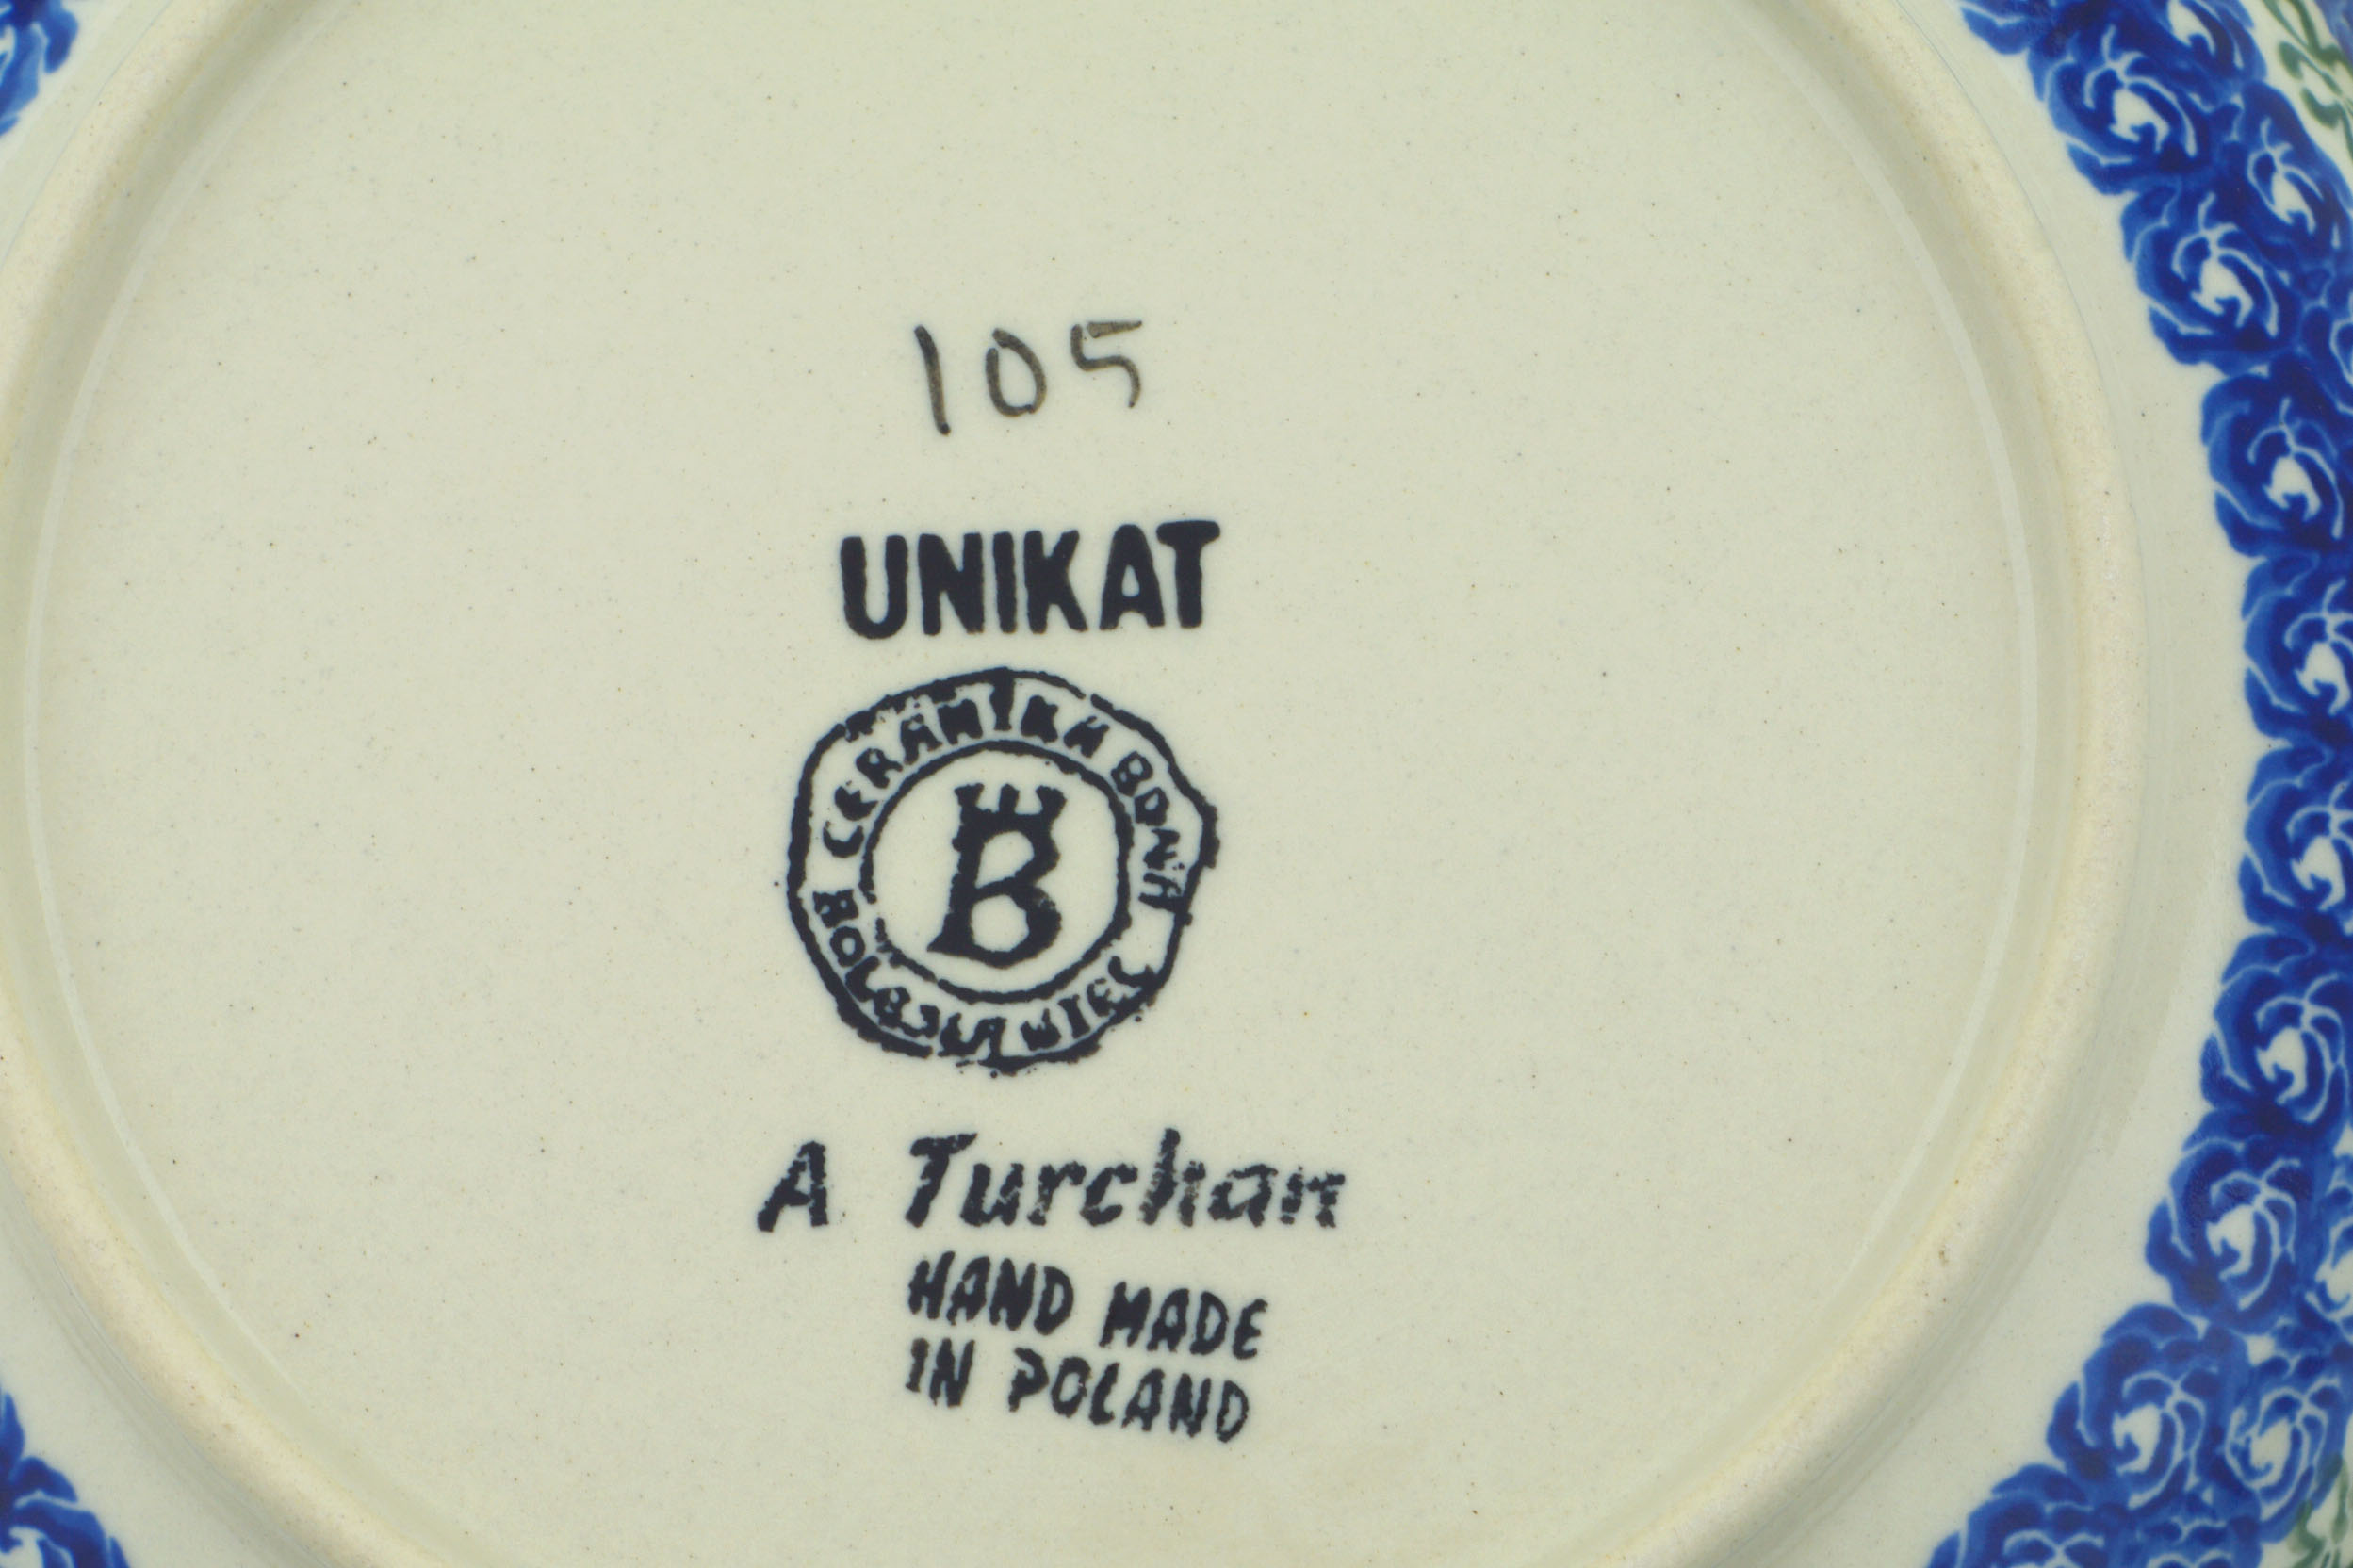 105
UNIKAT
CERAMIKA BONA
B
BOLESŁAWIEC
A Turchan
HAND MADE
IN POLAND